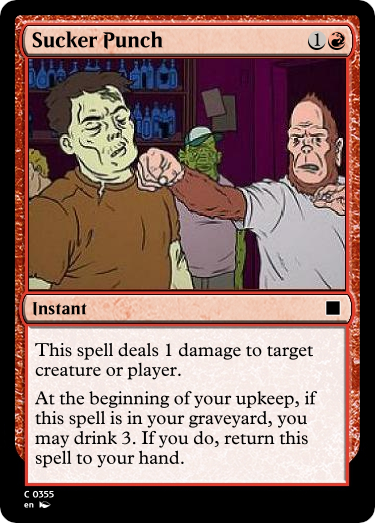 Sucker Punch 1
Instant
This spell deals 1 damage to target
creature or player.
At the beginning of your upkeep, if
this spell is in your graveyard, you
may drink 3. If you do, return this
spell to your hand.
C 0355
en